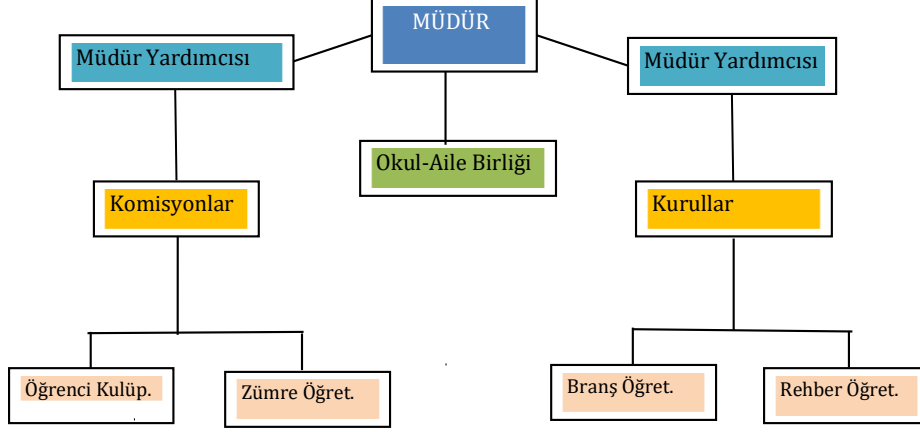 MÜDÜR
Müdür Yardımcısı
Müdür Yardımcısı
Okul-Aile Birliği
Komisyonlar
Kurullar
Öğrenci Kulüp.
Zümre Öğret.
Branş Öğret.
Rehber Öğret.